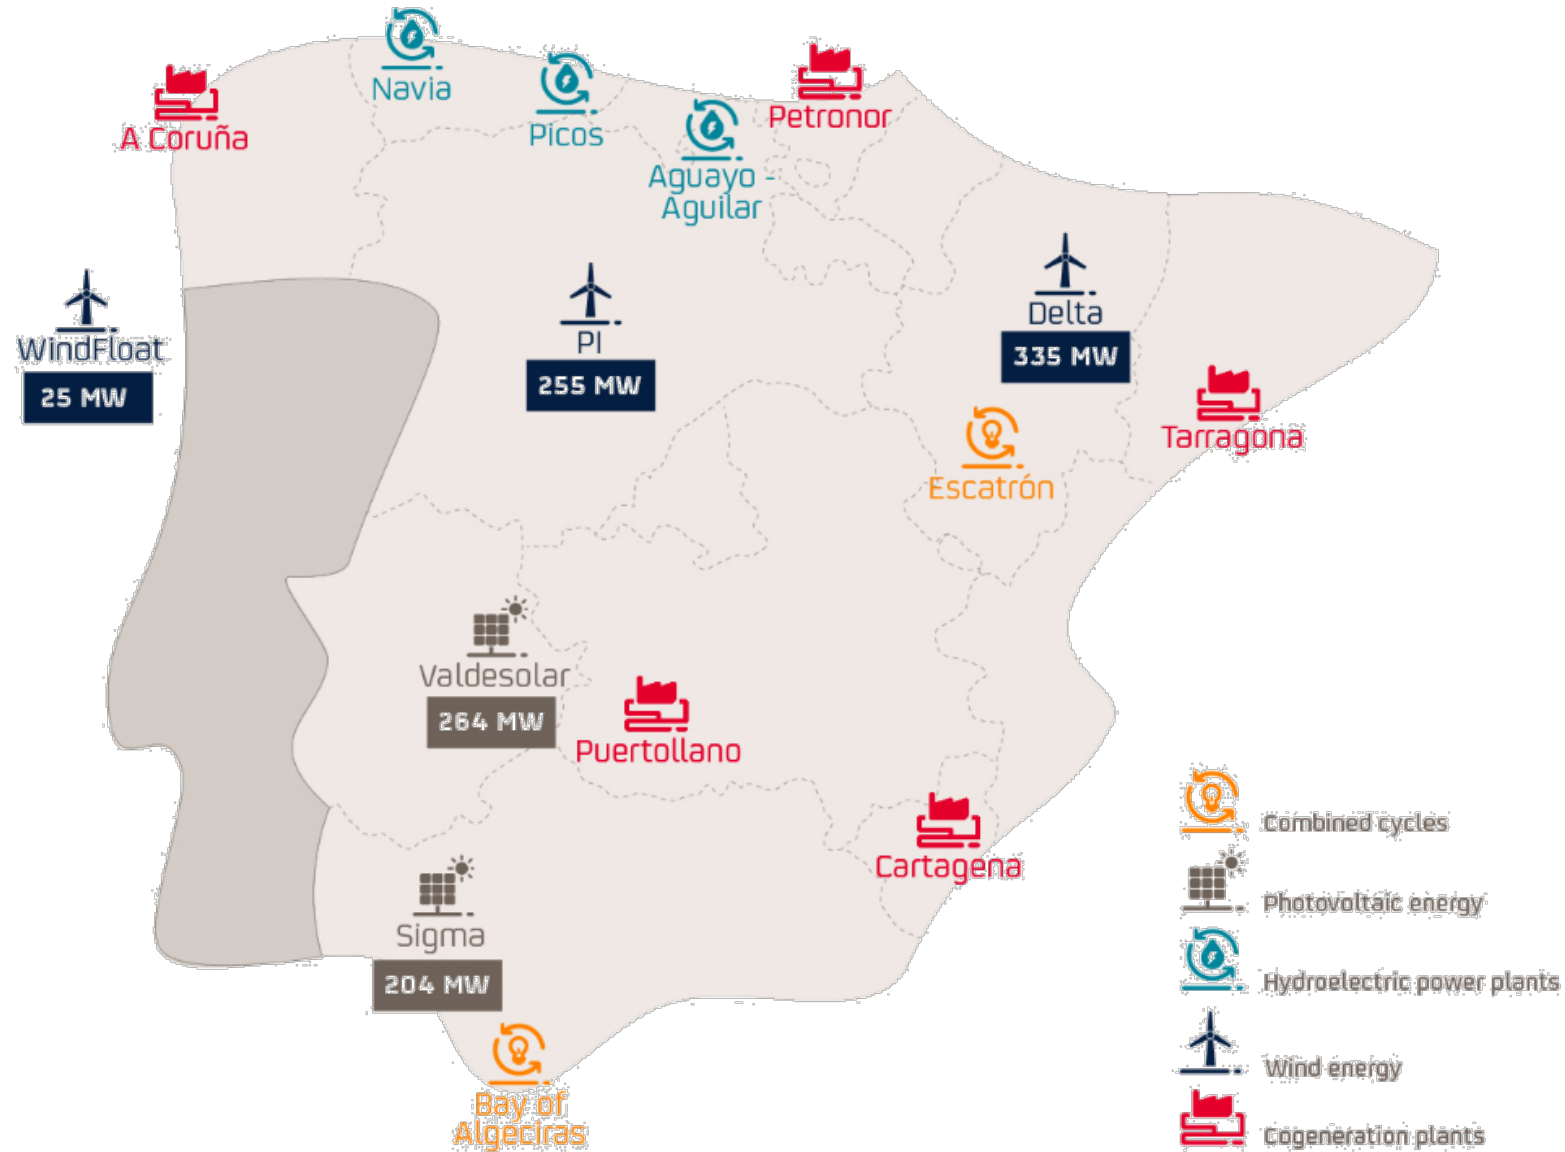 Navia
A Coruña
Picos
Petronor
Aguayo -
Aguilar
WindFloat
25 MW
PI
255 MW
Delta
335 MW
Tarragona
Escatrón
Valdesolar
264 MW
Puertollano
Cartagena
Sigma
204 MW
Bay of
Algeciras
Combined cycles
Photovoltaic energy
Hydroelectric power plants
Wind energy
Cogeneration plants